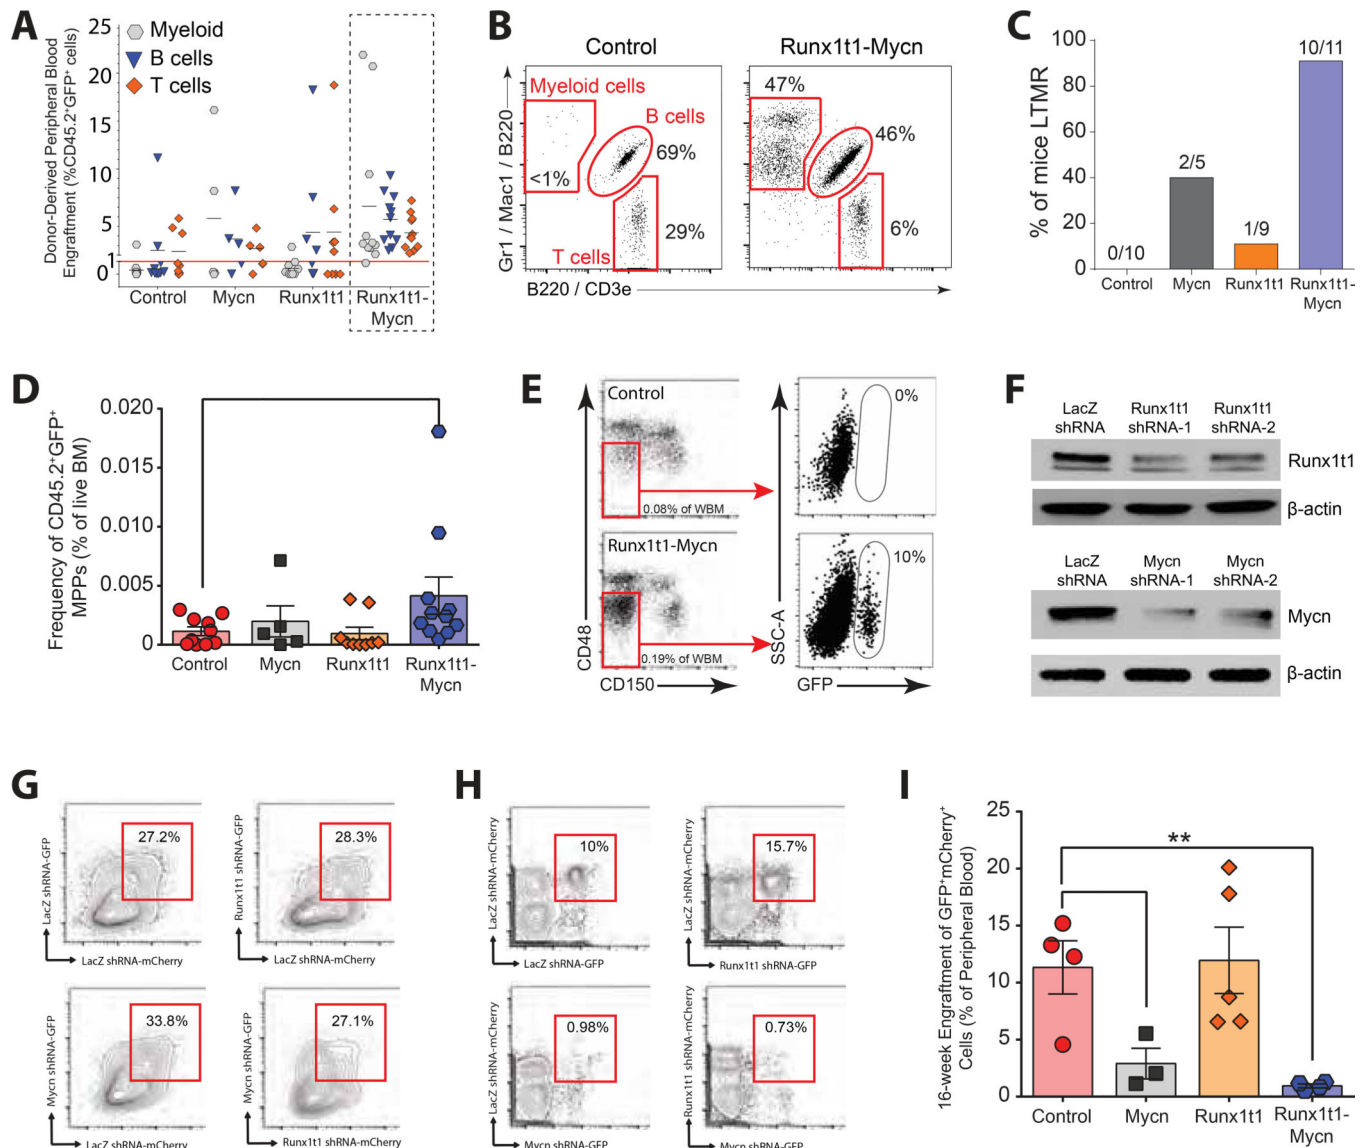 A
Donor-Derived Peripheral Blood
Engraftment (%CD45.2+GFP+ cells)
25
20
15
10
5
1
0
Myeloid
B cells
T cells
Control
Mycn
Runx1t1
Runx1t1-
Mycn
B
Control
Runx1t1-Mycn
Gr1 / Mac1 / B220
Myeloid cells
B cells
69%
<1%
29%
T cells
47%
46%
6%
B220 / CD3e
C
% of mice LTMR
100
80
60
40
20
0
0/10
2/5
1/9
10/11
Control
Mycn
Runx1t1
Runx1t1-
Mycn
D
Frequency of CD45.2+GFP+
MPPs (% of live BM)
0.020
0.015
0.010
0.005
0
Control
Mycn
Runx1t1
Runx1t1-
Mycn
E
Control
0.08% of WBM
0%
Runx1t1-Mycn
0.19% of WBM
10%
CD48
CD150
SSC-A
GFP
F
LacZ
shRNA
Runx1t1
shRNA-1
Runx1t1
shRNA-2
Runx1t1
β-actin
LacZ
shRNA
Mycn
shRNA-1
Mycn
shRNA-2
Mycn
β-actin
G
LacZ shRNA-GFP
27.2%
LacZ shRNA-mCherry
Runx1t1 shRNA-GFP
28.3%
LacZ shRNA-mCherry
Mycn shRNA-GFP
33.8%
LacZ shRNA-mCherry
Mycn shRNA-GFP
27.1%
Runx1t1 shRNA-mCherry
H
LacZ shRNA-mCherry
10%
LacZ shRNA-GFP
LacZ shRNA-mCherry
15.7%
Runx1t1 shRNA-GFP
LacZ shRNA-mCherry
0.98%
Mycn shRNA-GFP
Runx1t1 shRNA-mCherry
0.73%
Mycn shRNA-GFP
I
16-week Engraftment of GFP+mCherry+
Cells (% of Peripheral Blood)
25
20
15
10
5
0
**
Control
Mycn
Runx1t1
Runx1t1-
Mycn